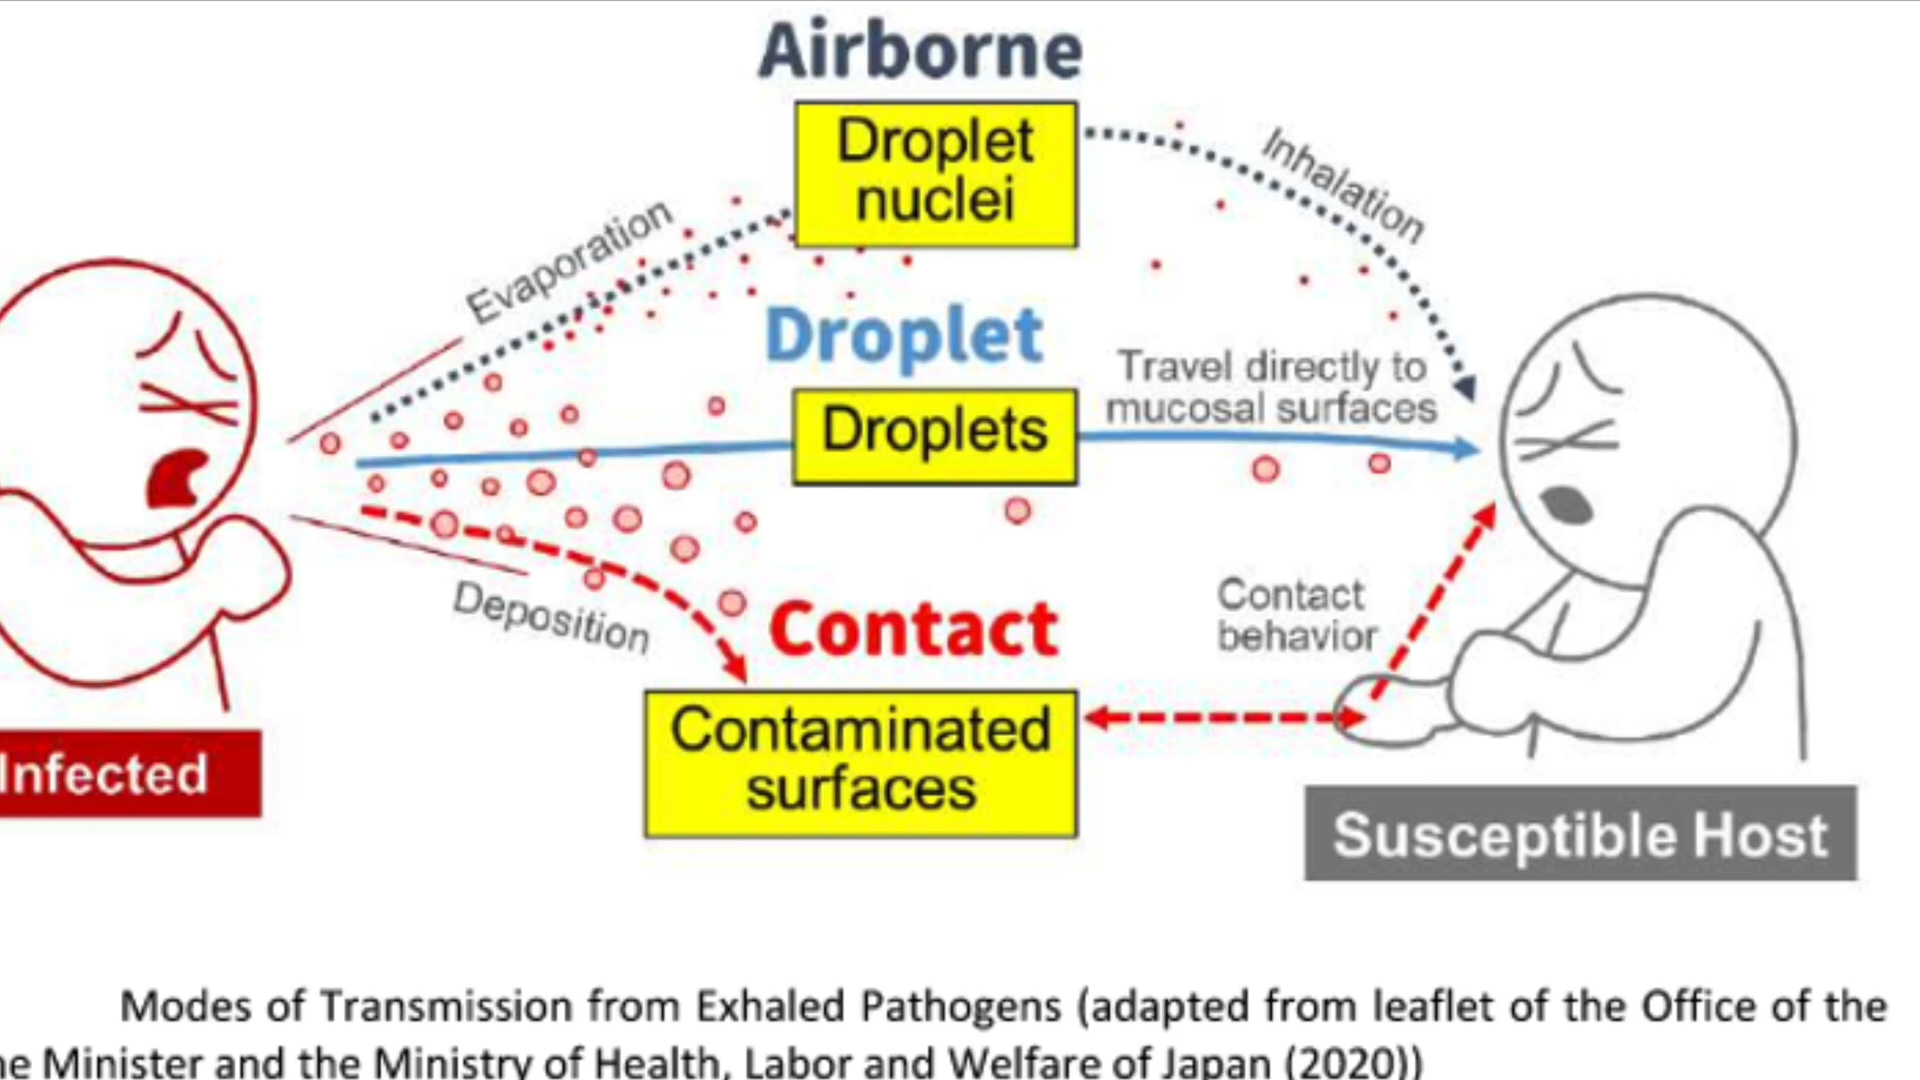 Airborne
Droplet
nuclei
Evaporation
Inhalation
Droplet
Droplets
Travel directly to
mucosal surfaces
Deposition
Contact
Contaminated
surfaces
Contact
behavior
Infected
Susceptible Host
Modes of Transmission from Exhaled Pathogens (adapted from leaflet of the Office of the
Minister and the Ministry of Health, Labor and Welfare of Japan (2020))